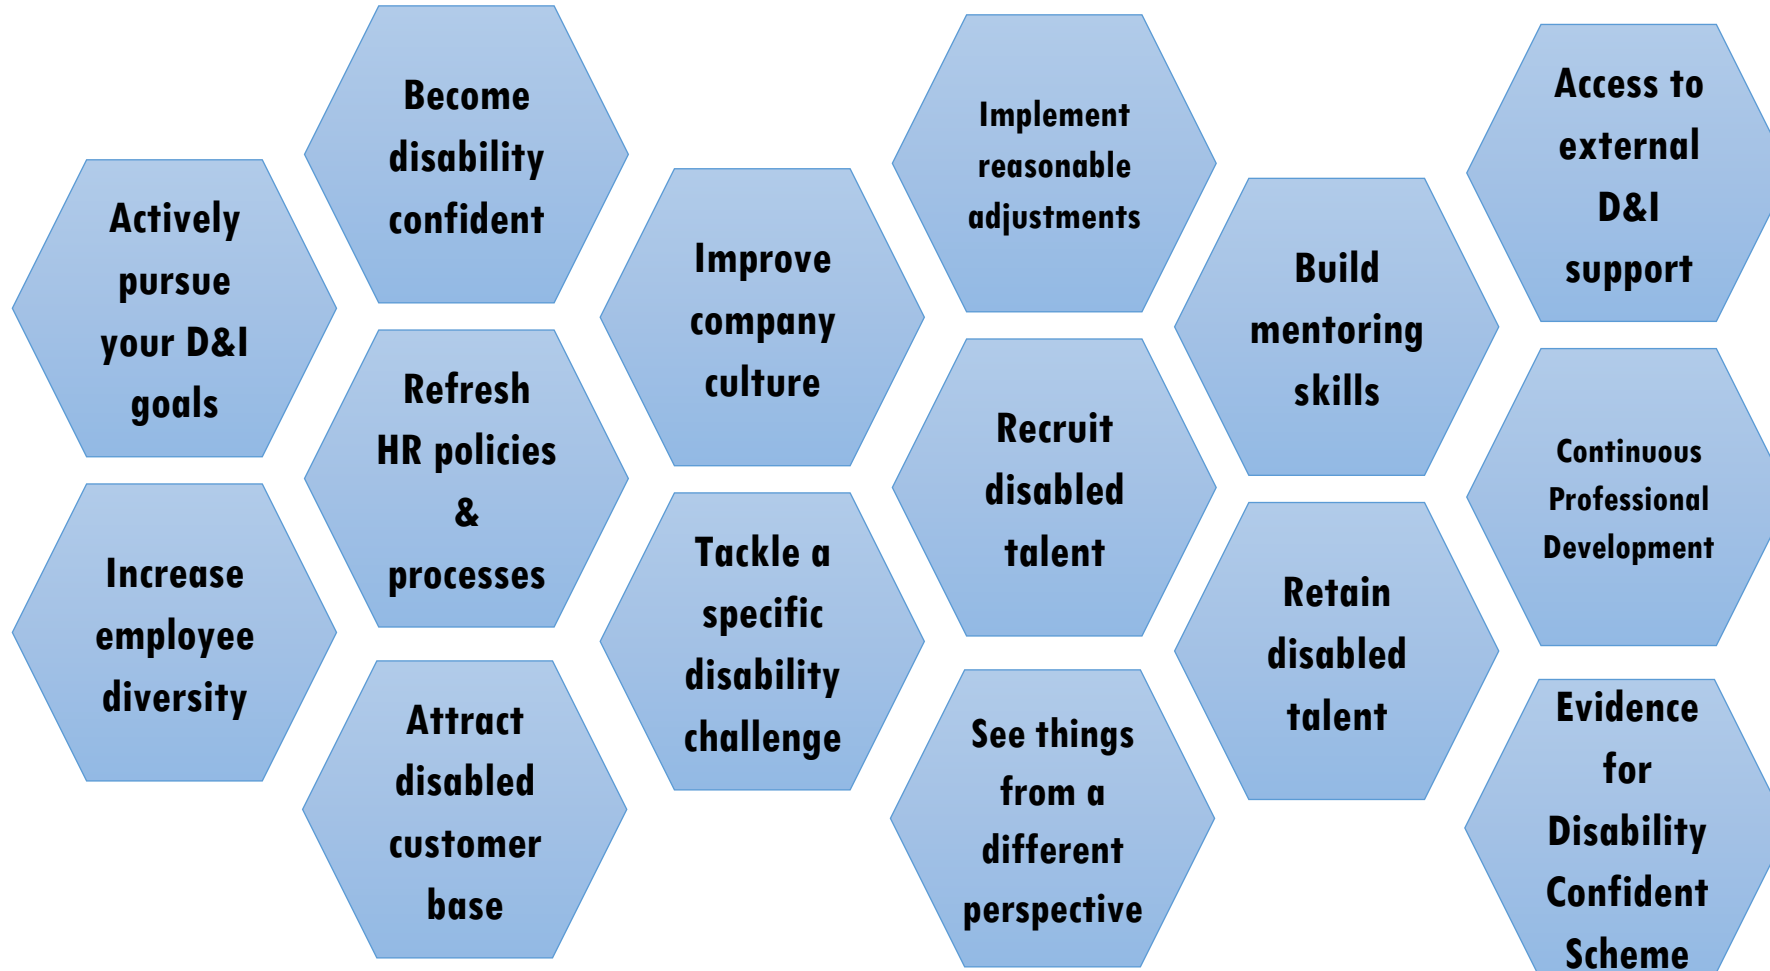 Actively
pursue
your D&I
goals
Increase
employee
diversity
Become
disability
confident
Refresh
HR policies
&
processes
Attract
disabled
customer
base
Improve
company
culture
Tackle a
specific
disability
challenge
Implement
reasonable
adjustments
Recruit
disabled
talent
See things
from a
different
perspective
Build
mentoring
skills
Retain
disabled
talent
Access to
external
D&I
support
Continuous
Professional
Development
Evidence
for
Disability
Confident
Scheme